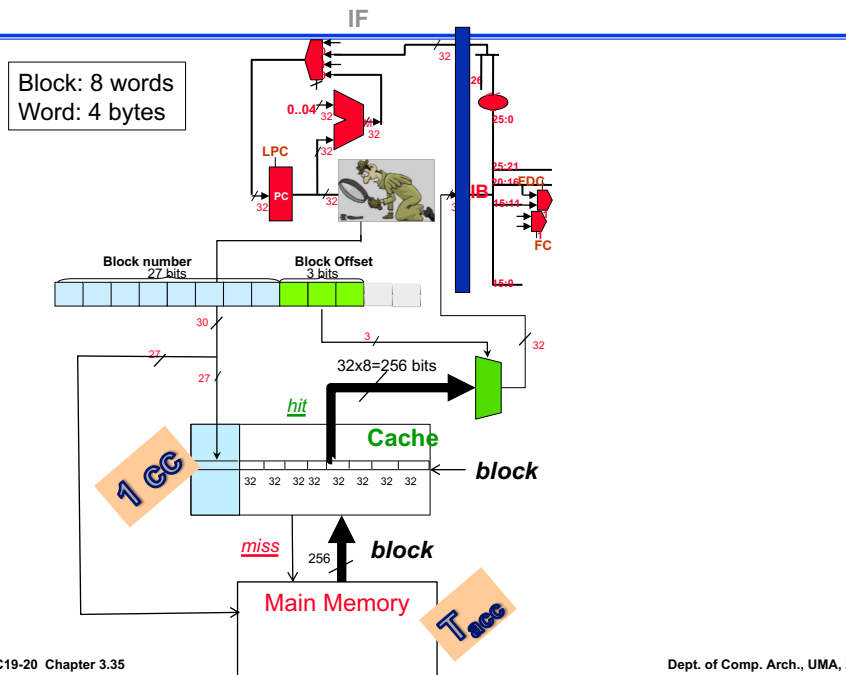 IF
Block: 8 words
Word: 4 bytes
32
26
0..04
32
32
32
25:0
LPC
PC
32
32
25:21
20:16
IB
15:11
FDC
FC
15:0
Block number
27 bits
Block Offset
3 bits
30
3
32
27
27
32x8=256 bits
hit
Cache
1 cc
block
32 32 32 32 32 32 32 32
miss
256
block
Main Memory
Tacc
C19-20 Chapter 3.35
Dept. of Comp. Arch., UMA,